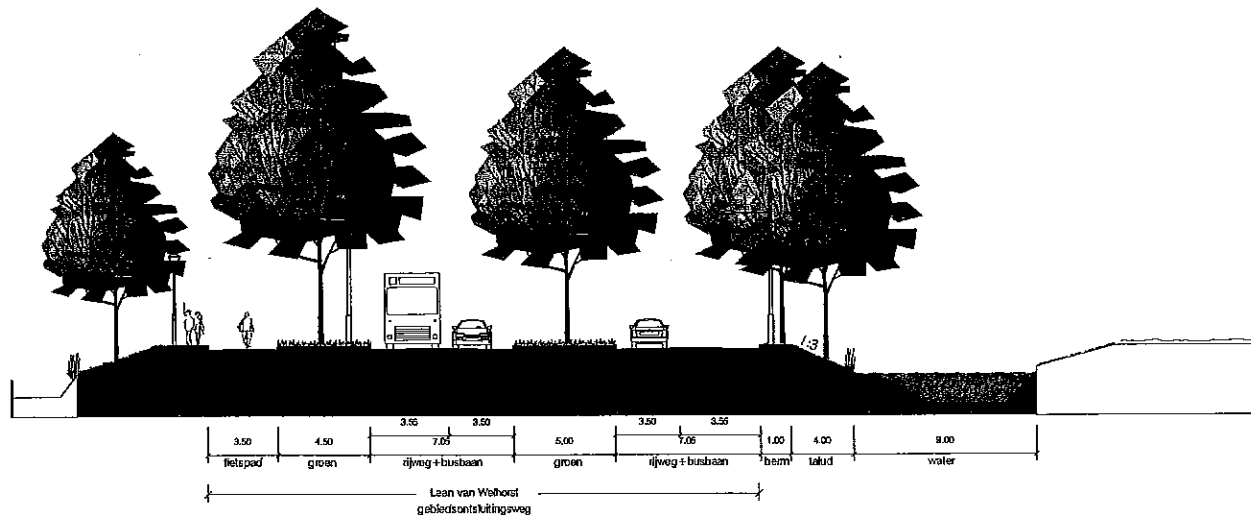 1:3
3.55 3.50 3.50 3.55
3.50 4.50 7.05 5.00 7.05 1.00 4.00 9.00
fietspad groen rijweg+busbaan groen rijweg+busbaan berm talud water
Laan van Welhorst
gebiedsontsluitingsweg